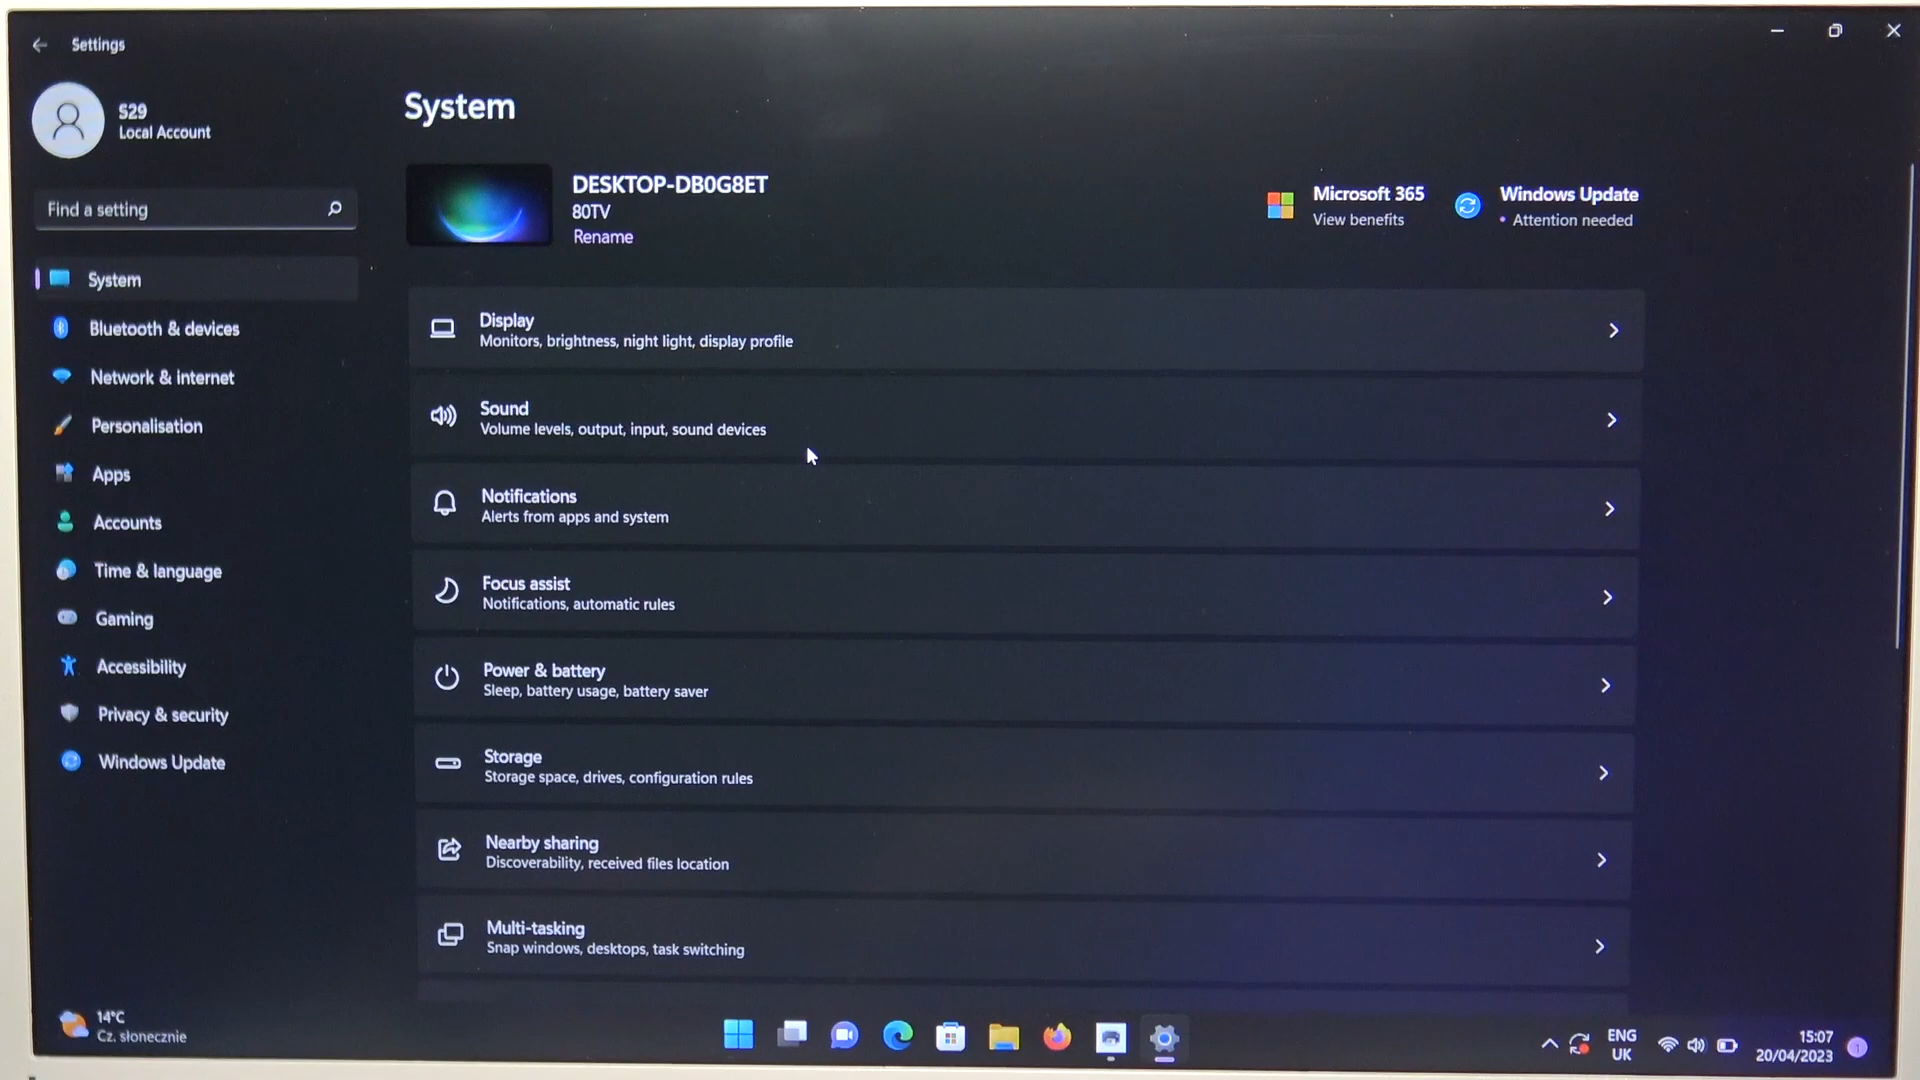 Settings
S29
Local Account
Find a setting
System
Bluetooth & devices
Network & internet
Personalisation
Apps
Accounts
Time & language
Gaming
Accessibility
Privacy & security
Windows Update
System
DESKTOP-DB0G8ET
80TV
Rename
Microsoft 365
View benefits
Windows Update
• Attention needed
Display
Monitors, brightness, night light, display profile
Sound
Volume levels, output, input, sound devices
Notifications
Alerts from apps and system
Focus assist
Notifications, automatic rules
Power & battery
Sleep, battery usage, battery saver
Storage
Storage space, drives, configuration rules
Nearby sharing
Discoverability, received files location
Multi-tasking
Snap windows, desktops, task switching
14°C
Cz. słonecznie
ENG
UK
15:07
20/04/2023
1